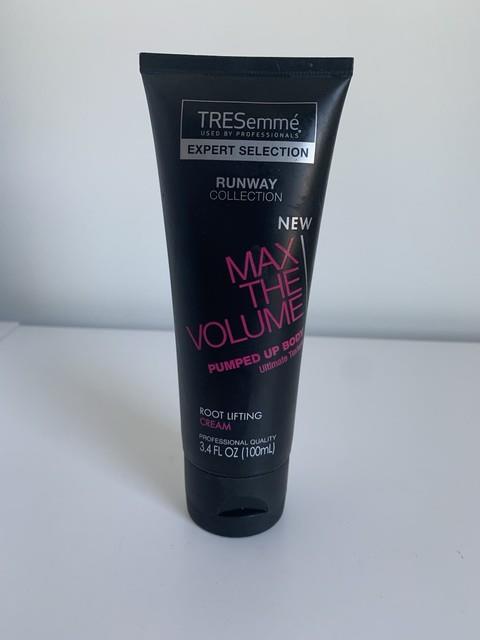 TRESemmé
USED BY PROFESSIONALS
EXPERT SELECTION
RUNWAY
COLLECTION
NEW
MAX
THE
VOLUME
PUMPED UP BODY
Ultimate
ROOT LIFTING
CREAM
PROFESSIONAL QUALITY
3.4 FL OZ (100mL)